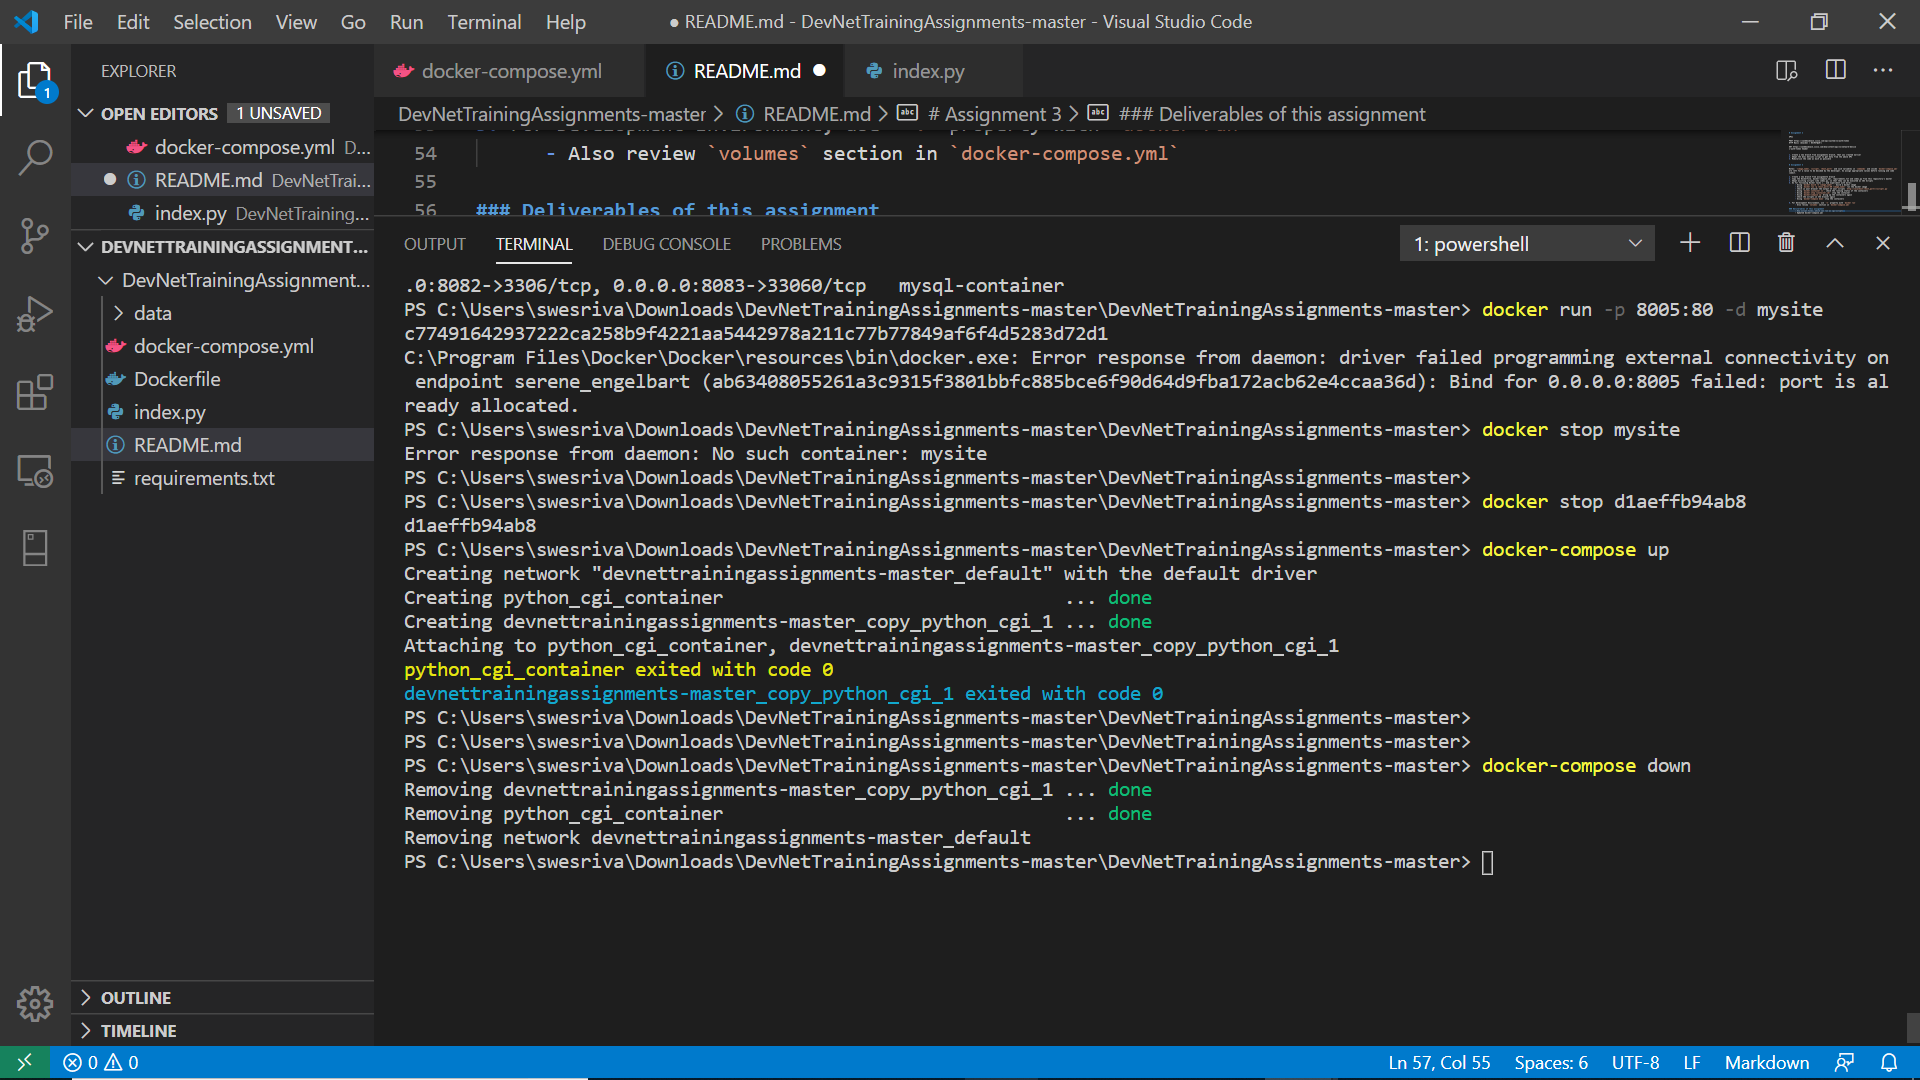 File Edit Selection View Go Run Terminal Help ● README.md - DevNetTrainingAssignments-master - Visual Studio Code
EXPLORER
1
OPEN EDITORS 1 UNSAVED
docker-compose.yml D...
README.md DevNetTrai...
index.py DevNetTraining...
DEVNETTRAININGASSIGNMENT...
DevNetTrainingAssignment...
data
docker-compose.yml
Dockerfile
index.py
README.md
requirements.txt
OUTLINE
TIMELINE
docker-compose.yml README.md ● index.py
DevNetTrainingAssignments-master > README.md > # Assignment 3 > ### Deliverables of this assignment
54 - Also review `volumes` section in `docker-compose.yml`
55
56 ### Deliverables of this assignment
OUTPUT TERMINAL DEBUG CONSOLE PROBLEMS 1: powershell
.0:8082->3306/tcp, 0.0.0.0:8083->33060/tcp   mysql-container
PS C:\Users\swesriva\Downloads\DevNetTrainingAssignments-master\DevNetTrainingAssignments-master> docker run -p 8005:80 -d mysite
c77491642937222ca258b9f4221aa5442978a211c77b77849af6f4d5283d72d1
C:\Program Files\Docker\Docker\resources\bin\docker.exe: Error response from daemon: driver failed programming external connectivity on
 endpoint serene_engelbart (ab63408055261a3c9315f3801bbfc885bce6f90d64d9fba172acb62e4ccaa36d): Bind for 0.0.0.0:8005 failed: port is al
ready allocated.
PS C:\Users\swesriva\Downloads\DevNetTrainingAssignments-master\DevNetTrainingAssignments-master> docker stop mysite
Error response from daemon: No such container: mysite
PS C:\Users\swesriva\Downloads\DevNetTrainingAssignments-master\DevNetTrainingAssignments-master>
PS C:\Users\swesriva\Downloads\DevNetTrainingAssignments-master\DevNetTrainingAssignments-master> docker stop d1aeffb94ab8
d1aeffb94ab8
PS C:\Users\swesriva\Downloads\DevNetTrainingAssignments-master\DevNetTrainingAssignments-master> docker-compose up
Creating network "devnettrainingassignments-master_default" with the default driver
Creating python_cgi_container                               ... done
Creating devnettrainingassignments-master_copy_python_cgi_1 ... done
Attaching to python_cgi_container, devnettrainingassignments-master_copy_python_cgi_1
python_cgi_container exited with code 0
devnettrainingassignments-master_copy_python_cgi_1 exited with code 0
PS C:\Users\swesriva\Downloads\DevNetTrainingAssignments-master\DevNetTrainingAssignments-master>
PS C:\Users\swesriva\Downloads\DevNetTrainingAssignments-master\DevNetTrainingAssignments-master>
PS C:\Users\swesriva\Downloads\DevNetTrainingAssignments-master\DevNetTrainingAssignments-master> docker-compose down
Removing devnettrainingassignments-master_copy_python_cgi_1 ... done
Removing python_cgi_container                               ... done
Removing network devnettrainingassignments-master_default
PS C:\Users\swesriva\Downloads\DevNetTrainingAssignments-master\DevNetTrainingAssignments-master>
0 0 Ln 57, Col 55 Spaces: 6 UTF-8 LF Markdown